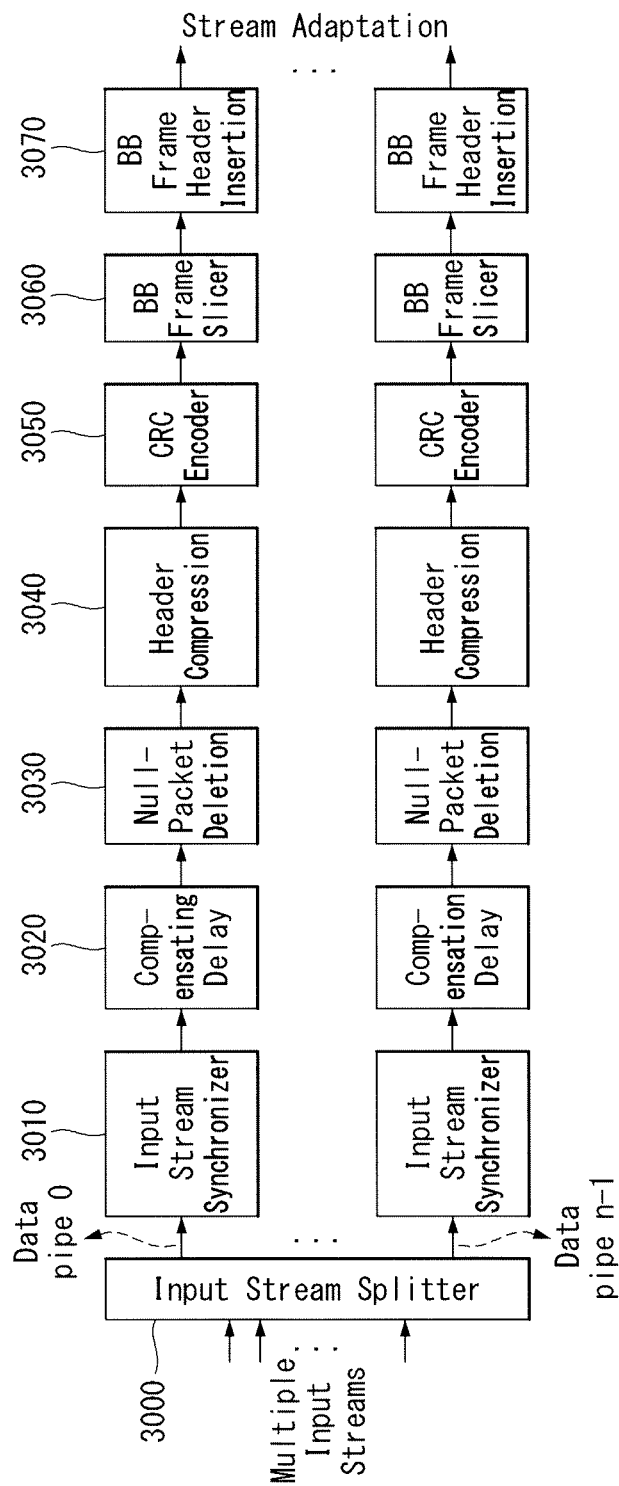 Multiple
Input
Streams
...
3000
Input Stream Splitter
Data
pipe 0
...
Data
pipe n-1
3010
Input
Stream
Synchronizer
3020
Comp-
ensating
Delay
3030
Null-
Packet
Deletion
3040
Header
Compression
3050
CRC
Encoder
3060
BB
Frame
Slicer
3070
BB
Frame
Header
Insertion
Input
Stream
Synchronizer
Comp-
ensation
Delay
Null-
Packet
Deletion
Header
Compression
CRC
Encoder
BB
Frame
Slicer
BB
Frame
Header
Insertion
Stream Adaptation
...